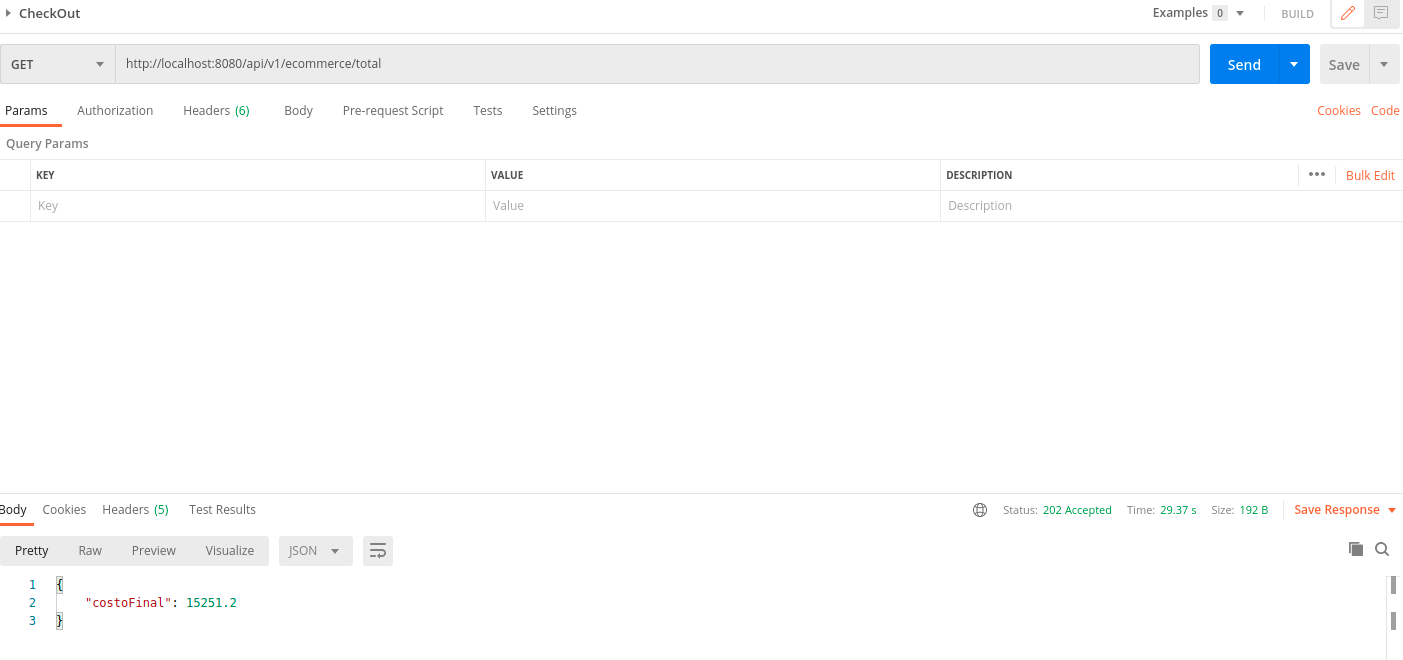 CheckOut Examples 0 BUILD
GET http://localhost:8080/api/v1/ecommerce/total Send Save
Params Authorization Headers (6) Body Pre-request Script Tests Settings Cookies Code
Query Params
KEY VALUE DESCRIPTION ••• Bulk Edit
Key Value Description
Body Cookies Headers (5) Test Results Status: 202 Accepted Time: 29.37 s Size: 192 B Save Response
Pretty Raw Preview Visualize JSON
1 {
2 "costoFinal": 15251.2
3 }